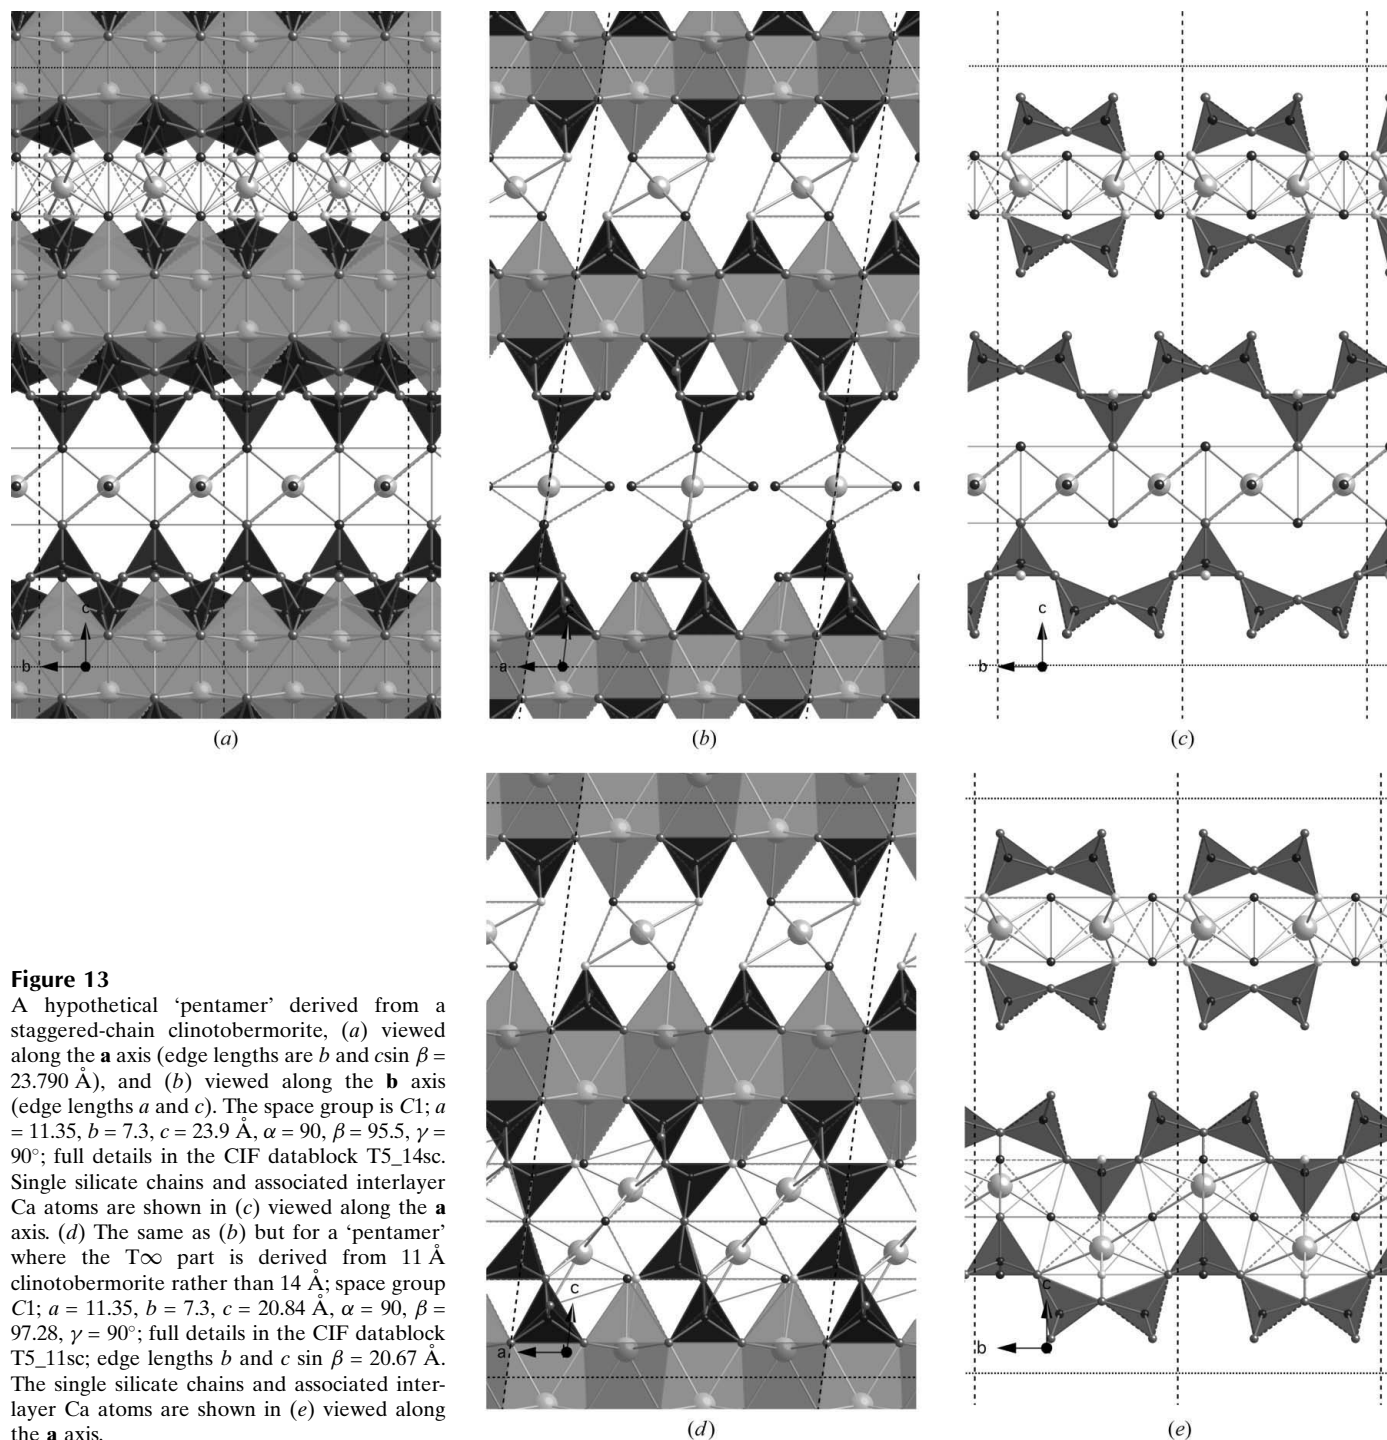 c
b
(a)
c
a
(b)
c
b
(c)
Figure 13
A hypothetical ‘pentamer’ derived from a
staggered-chain clinotobermorite, (a) viewed
along the a axis (edge lengths are b and csin β =
23.790 Å), and (b) viewed along the b axis
(edge lengths a and c). The space group is C1; a
= 11.35, b = 7.3, c = 23.9 Å, α = 90, β = 95.5, γ =
90°; full details in the CIF datablock T5_14sc.
Single silicate chains and associated interlayer
Ca atoms are shown in (c) viewed along the a
axis. (d) The same as (b) but for a ‘pentamer’
where the T∞ part is derived from 11 Å
clinotobermorite rather than 14 Å; space group
C1; a = 11.35, b = 7.3, c = 20.84 Å, α = 90, β =
97.28, γ = 90°; full details in the CIF datablock
T5_11sc; edge lengths b and c sin β = 20.67 Å.
The single silicate chains and associated inter-
layer Ca atoms are shown in (e) viewed along
the a axis.
c
a
(d)
c
b
(e)